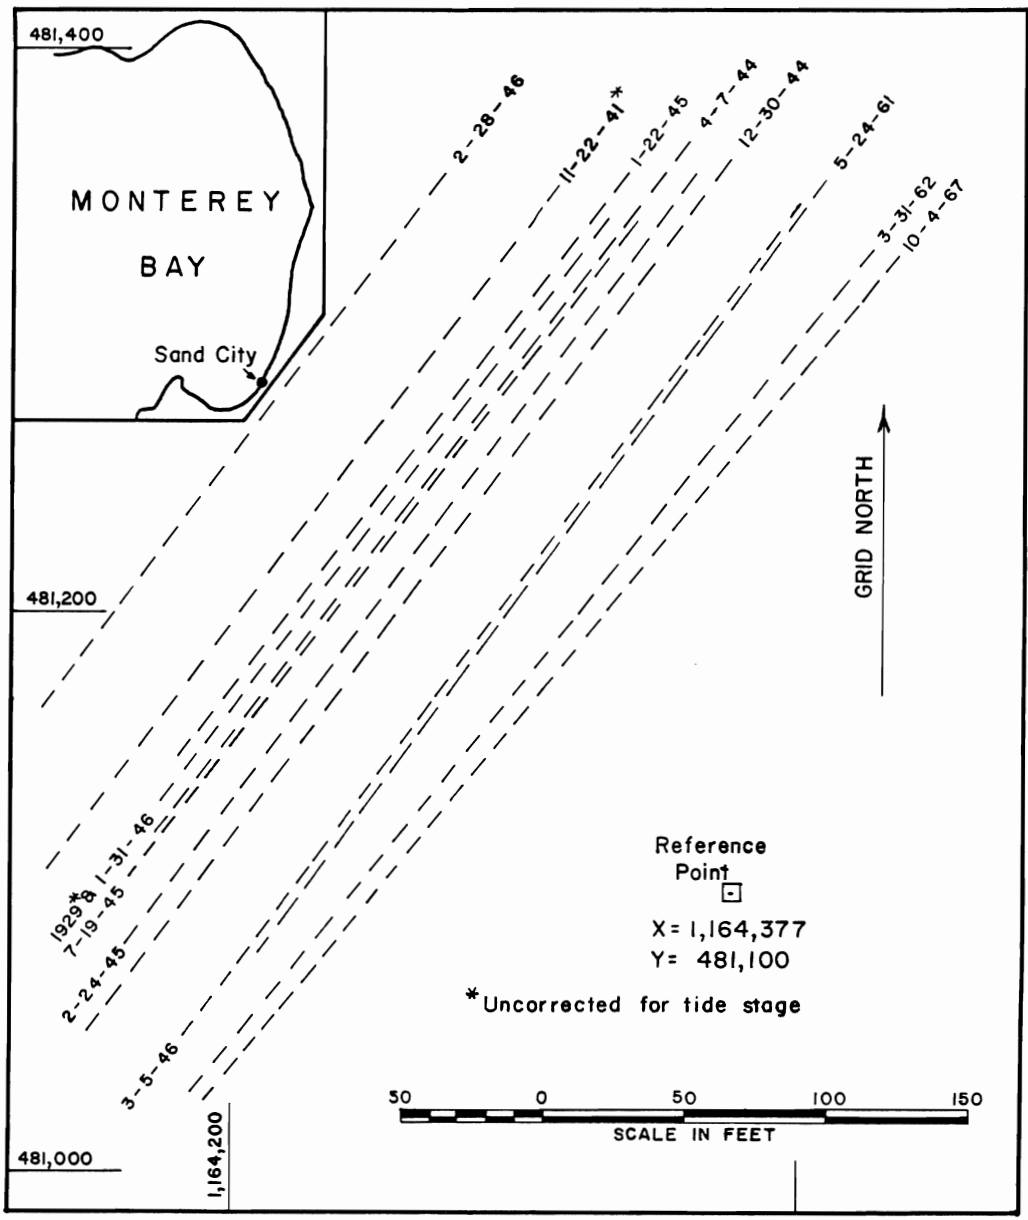 481,400
MONTEREY
BAY
Sand City
2-28-46
11-22-41*
1-22-45
4-7-44
12-30-44
5-24-61
3-31-62
10-4-67
481,200
GRID NORTH
1929* & 1-31-46
7-19-45
2-24-45
3-5-46
Reference
Point
X= 1,164,377
Y= 481,100
*Uncorrected for tide stage
50 0 50 100 150
SCALE IN FEET
1,164,200
481,000